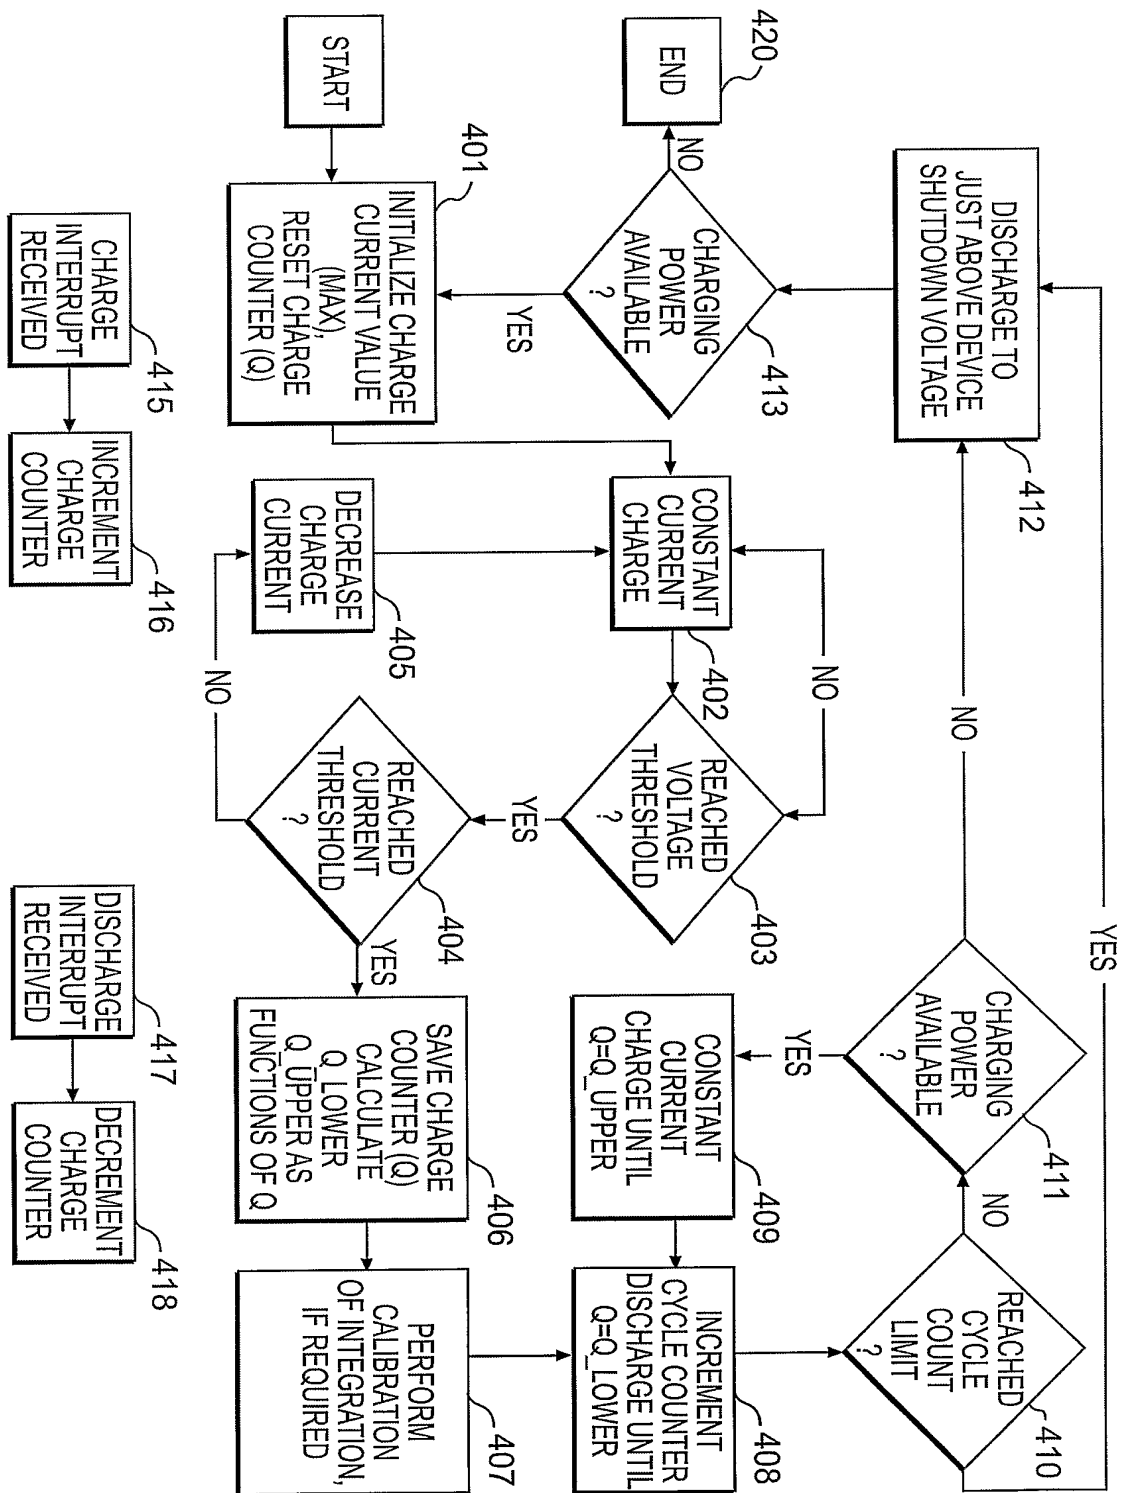 START
401
INITIALIZE CHARGE
CURRENT VALUE
(MAX),
RESET CHARGE
COUNTER (Q)
CONSTANT
CURRENT
CHARGE
402
REACHED
VOLTAGE
THRESHOLD
?
403
NO
YES
REACHED
CURRENT
THRESHOLD
?
404
NO
DECREASE
CHARGE
CURRENT
405
YES
SAVE CHARGE
COUNTER (Q)
CALCULATE
Q_LOWER
Q_UPPER AS
FUNCTIONS OF Q
406
PERFORM
CALIBRATION
OF INTEGRATION,
IF REQUIRED
407
INCREMENT
CYCLE COUNTER
DISCHARGE UNTIL
Q=Q_LOWER
408
CONSTANT
CURRENT
CHARGE UNTIL
Q=Q_UPPER
409
REACHED
CYCLE
COUNT
LIMIT
?
410
NO
YES
CHARGING
POWER
AVAILABLE
?
411
YES
NO
DISCHARGE TO
JUST ABOVE DEVICE
SHUTDOWN VOLTAGE
412
CHARGING
POWER
AVAILABLE
?
413
YES
NO
END
420
CHARGE
INTERRUPT
RECEIVED
415
INCREMENT
CHARGE
COUNTER
416
DISCHARGE
INTERRUPT
RECEIVED
417
DECREMENT
CHARGE
COUNTER
418